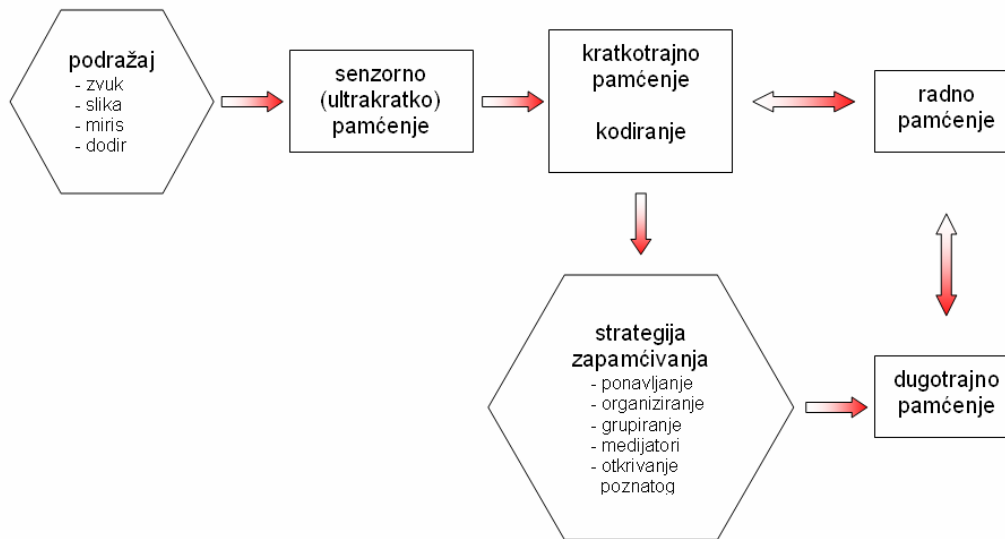 podražaj
- zvuk
- slika
- miris
- dodir
senzorno
(ultrakratko)
pamćenje
kratkotrajno
pamćenje
kodiranje
radno
pamćenje
strategija
zapamćivanja
- ponavljanje
- organiziranje
- grupiranje
- medijatori
- otkrivanje
poznatog
dugotrajno
pamćenje